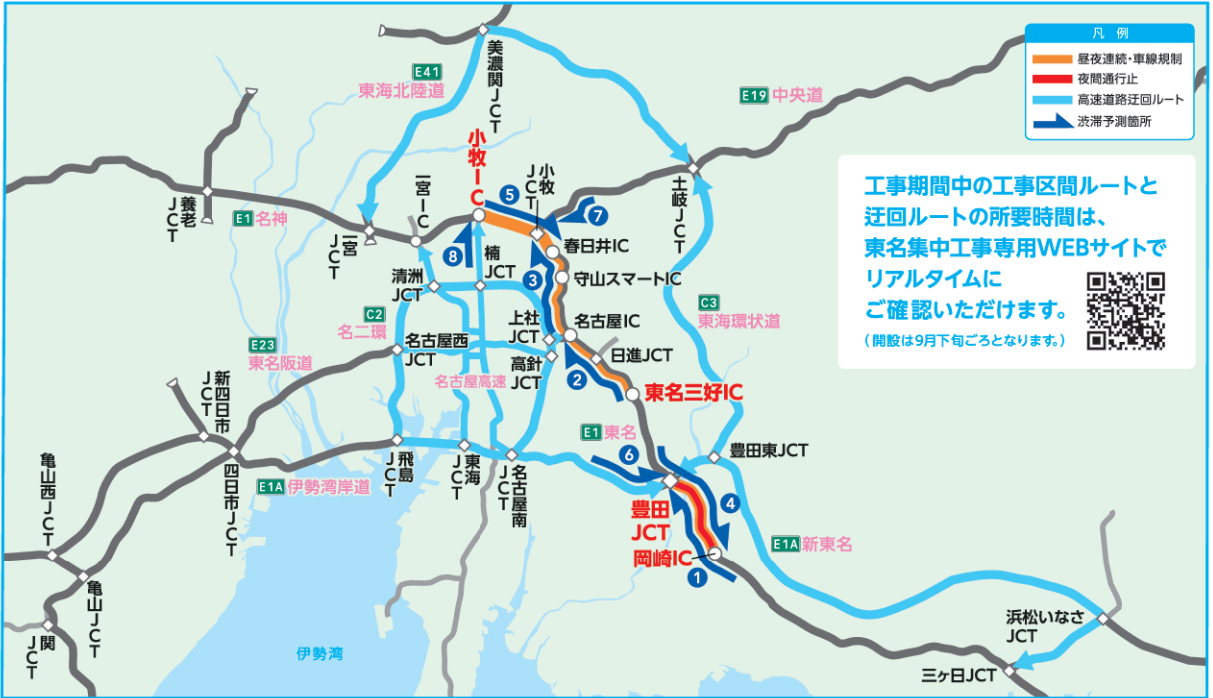 凡例
昼夜連続・車線規制
夜間通行止
高速道路迂回ルート
渋滞予測箇所
工事期間中の工事区間ルートと
迂回ルートの所要時間は、
東名集中工事専用WEBサイトで
リアルタイムに
ご確認いただけます。
(開設は9月下旬ごろとなります。)
美濃関JCT
E41
東海北陸道
E19 中央道
養老JCT
E1 名神
一宮JCT
一宮IC
小牧IC
小牧JCT
5
7
8
3
春日井IC
守山スマートIC
土岐JCT
楠JCT
清洲JCT
C2
名二環
名古屋西JCT
上社JCT
高針JCT
名古屋IC
日進JCT
2
東名三好IC
C3
東海環状道
E23
東名阪道
名古屋高速
新四日市JCT
四日市JCT
亀山西JCT
亀山JCT
関JCT
E1A 伊勢湾岸道
飛島JCT
東海JCT
名古屋南JCT
E1 東名
6
豊田JCT
4
豊田東JCT
岡崎IC
1
E1A 新東名
浜松いなさJCT
三ヶ日JCT
伊勢湾